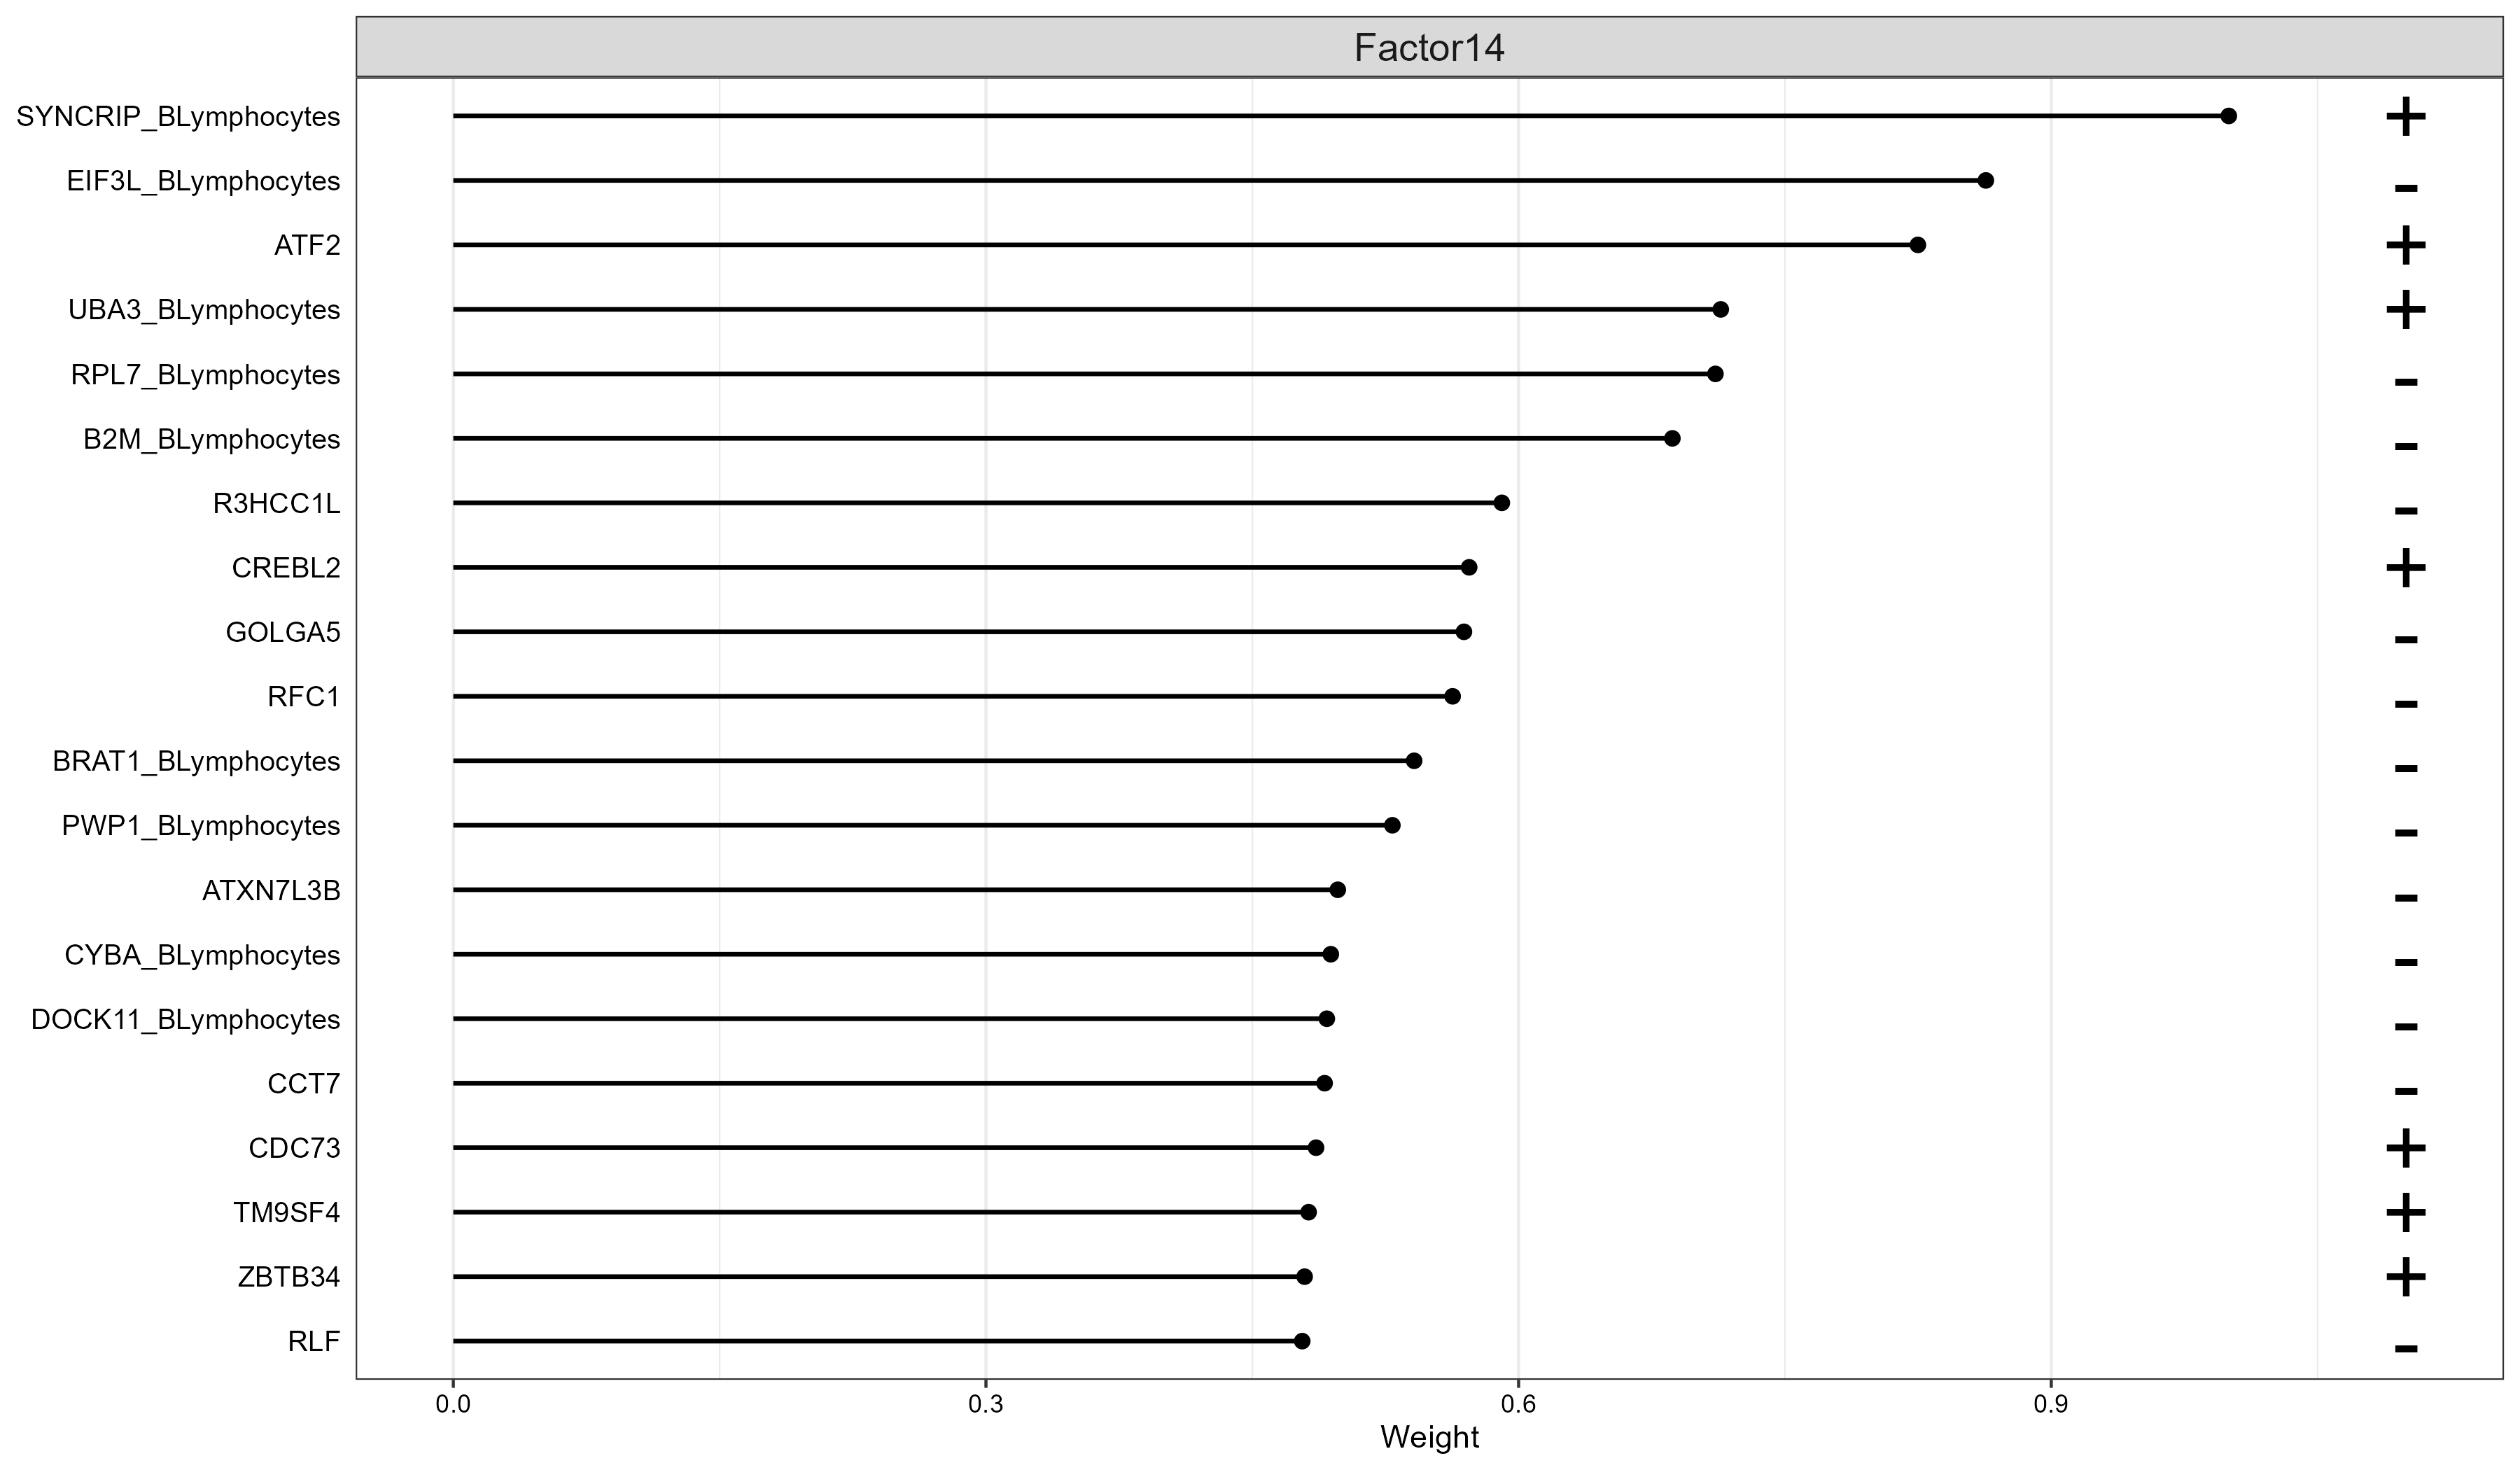 Factor14
SYNCRIP_BLymphocytes +
EIF3L_BLymphocytes -
ATF2 +
UBA3_BLymphocytes +
RPL7_BLymphocytes -
B2M_BLymphocytes -
R3HCC1L -
CREBL2 +
GOLGA5 -
RFC1 -
BRAT1_BLymphocytes -
PWP1_BLymphocytes -
ATXN7L3B -
CYBA_BLymphocytes -
DOCK11_BLymphocytes -
CCT7 -
CDC73 +
TM9SF4 +
ZBTB34 +
RLF -
0.0 0.3 0.6 0.9
Weight